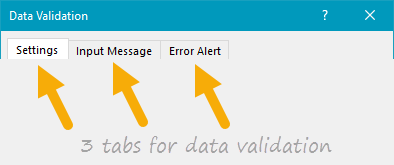 Data Validation ? ×
Settings Input Message Error Alert
3 tabs for data validation